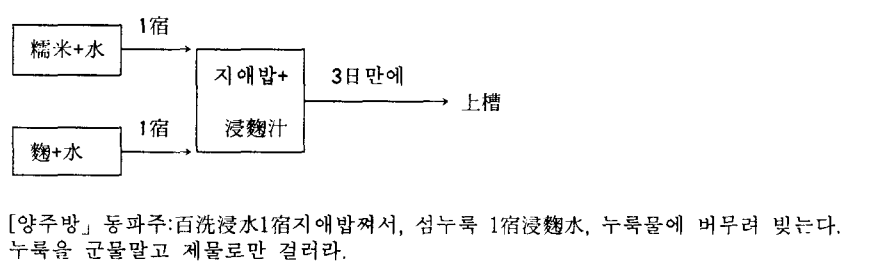 1宿
糯米+水
지애밥+
3日만에
上槽
浸麴汁
1宿
麴+水
[양주방」 동파주:百洗浸水1宿지애밥쪄서, 섬누룩 1宿浸麴水, 누룩물에 버무려 빚는다.
누룩을 군물말고 제물로만 걸러라.